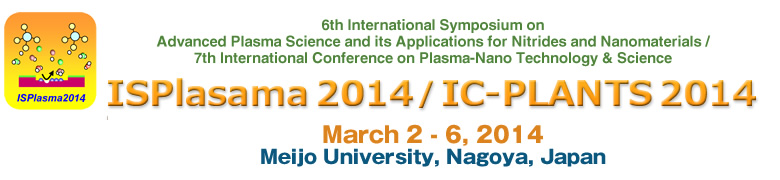 ISPlasma2014
6th International Symposium on
Advanced Plasma Science and its Applications for Nitrides and Nanomaterials /
7th International Conference on Plasma-Nano Technology & Science
ISPlasama 2014 / IC-PLANTS 2014
March 2 - 6, 2014
Meijo University, Nagoya, Japan